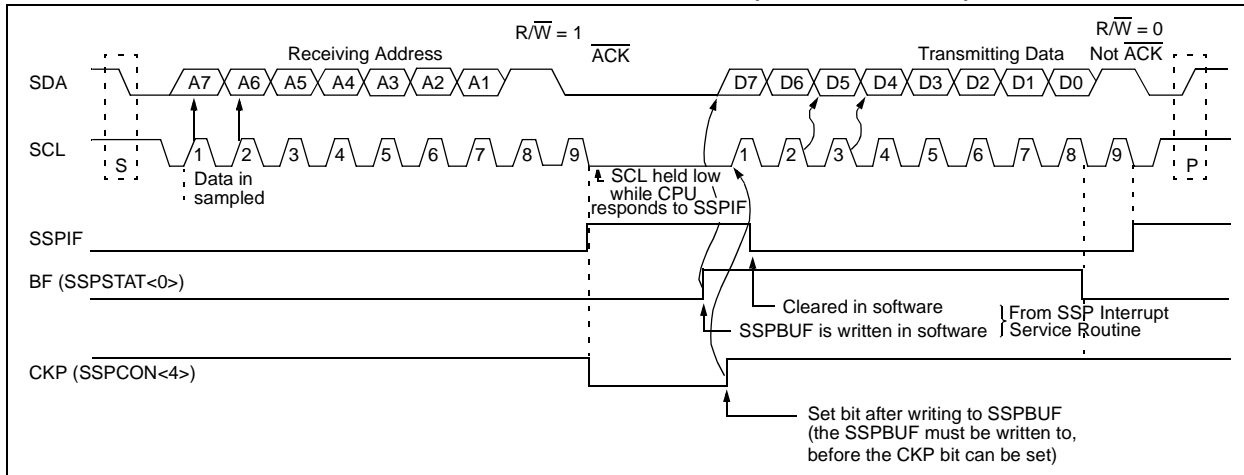 R/W = 1
R/W = 0
Receiving Address
ACK
Transmitting Data
Not ACK
SDA
A7 A6 A5 A4 A3 A2 A1
D7 D6 D5 D4 D3 D2 D1 D0
SCL
S
1 2 3 4 5 6 7 8 9
1 2 3 4 5 6 7 8 9
P
Data in
sampled
SCL held low
while CPU
responds to SSPIF
SSPIF
BF (SSPSTAT<0>)
Cleared in software
SSPBUF is written in software
From SSP Interrupt
Service Routine
CKP (SSPCON<4>)
Set bit after writing to SSPBUF
(the SSPBUF must be written to,
before the CKP bit can be set)